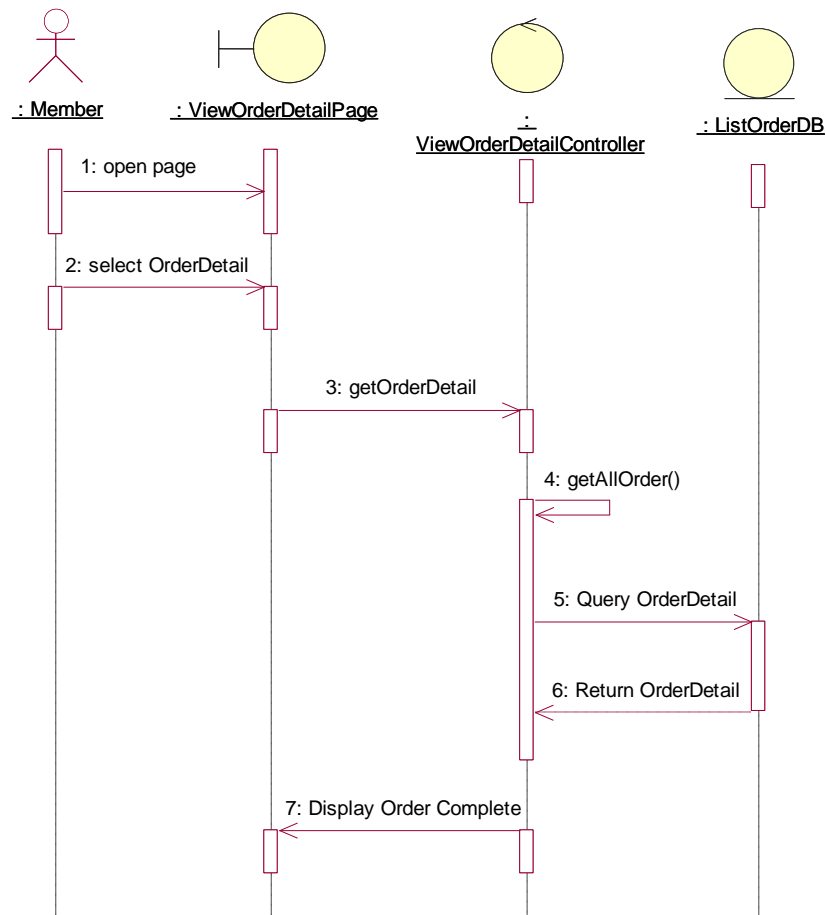 : Member
: ViewOrderDetailPage
:
ViewOrderDetailController
: ListOrderDB
1: open page
2: select OrderDetail
3: getOrderDetail
4: getAllOrder()
5: Query OrderDetail
6: Return OrderDetail
7: Display Order Complete